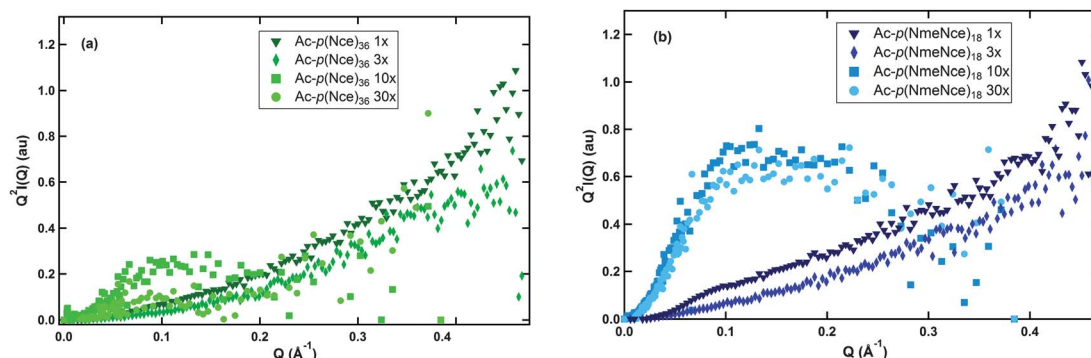 (a)
Ac-p(Nce)36 1x
Ac-p(Nce)36 3x
Ac-p(Nce)36 10x
Ac-p(Nce)36 30x
1.2
1.0
0.8
0.6
0.4
0.2
0.0
Q²I(Q) (au)
0.0 0.1 0.2 0.3 0.4
Q (Å⁻¹)
(b)
Ac-p(NmeNce)18 1x
Ac-p(NmeNce)18 3x
Ac-p(NmeNce)18 10x
Ac-p(NmeNce)18 30x
1.2
1.0
0.8
0.6
0.4
0.2
0.0
Q²I(Q) (au)
0.0 0.1 0.2 0.3 0.4
Q (Å⁻¹)